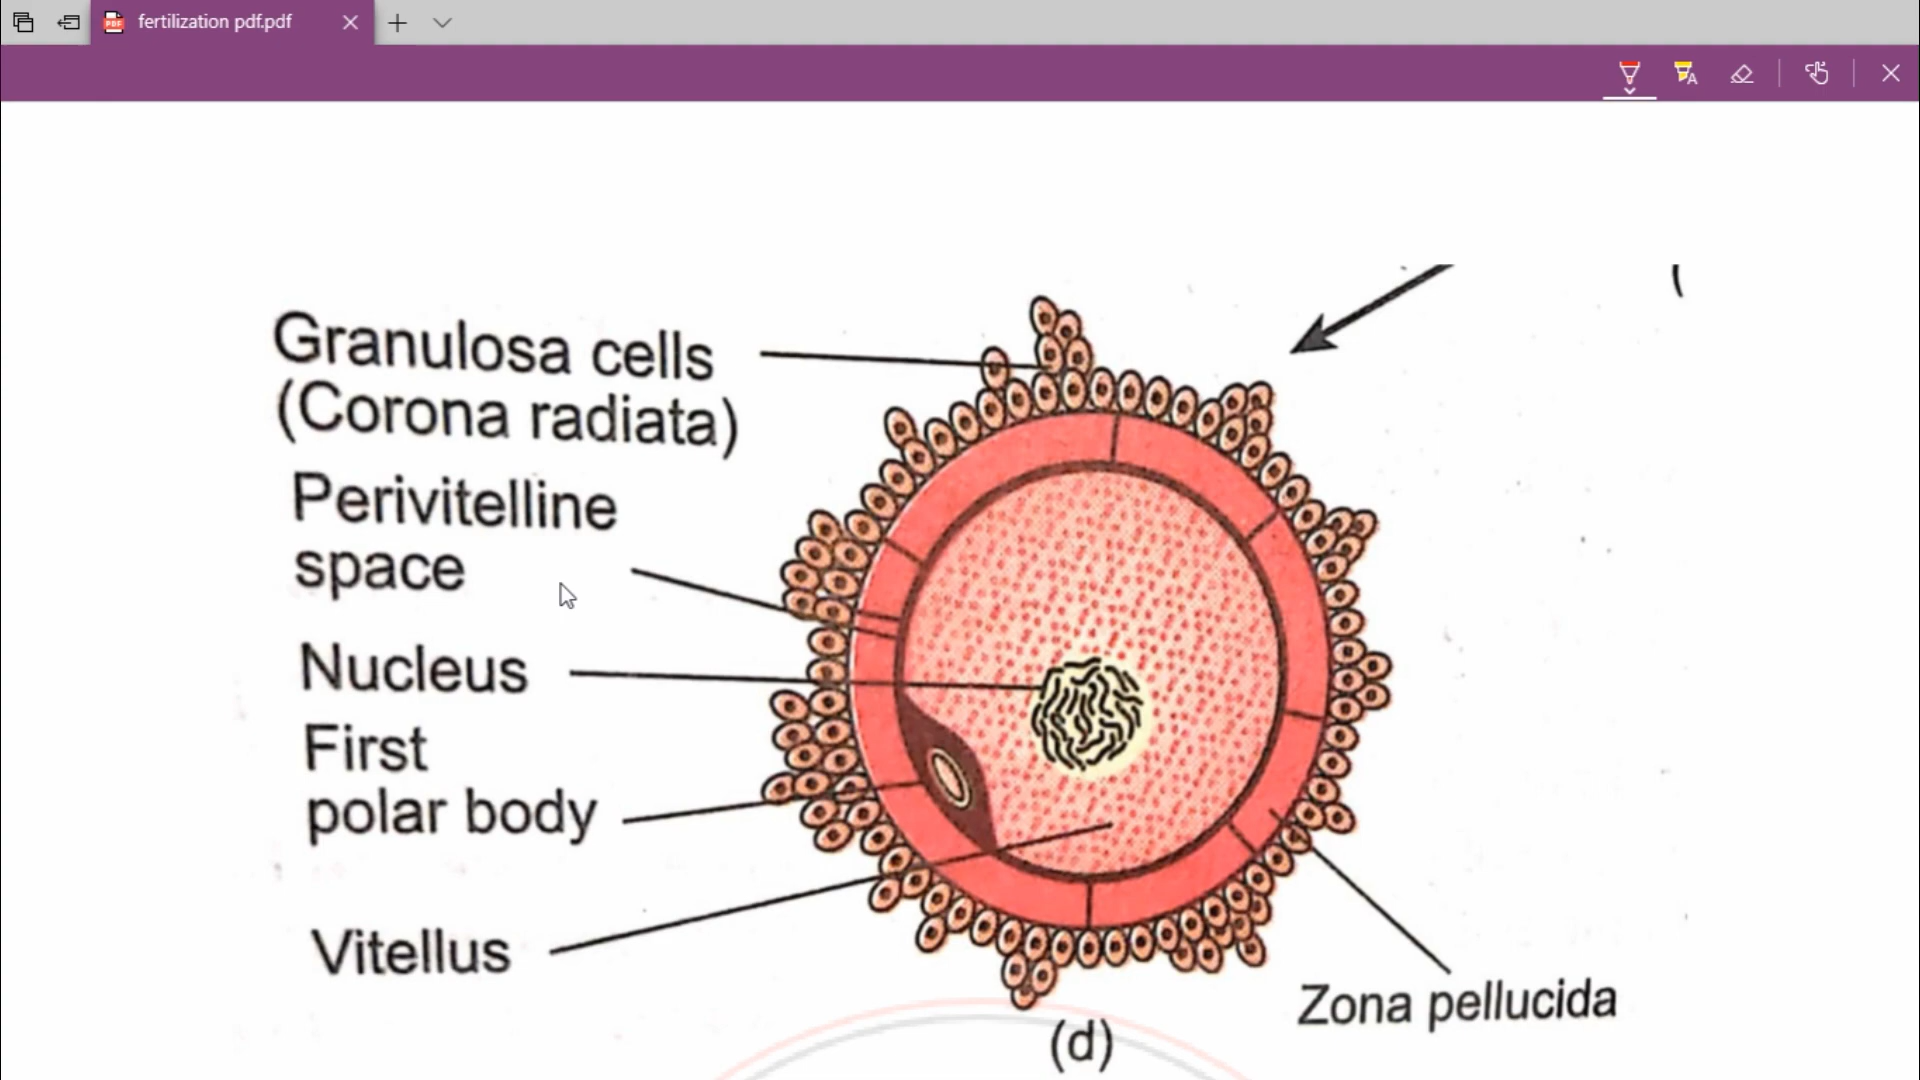 fertilization pdf.pdf
Granulosa cells
(Corona radiata)
Perivitelline
space
Nucleus
First
polar body
Vitellus
Zona pellucida
(d)
(